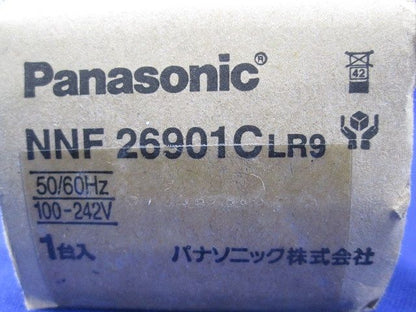 Panasonic®
42
NNF 26901C LR9
50/60Hz
100-242V
1台入
パナソニック株式会社